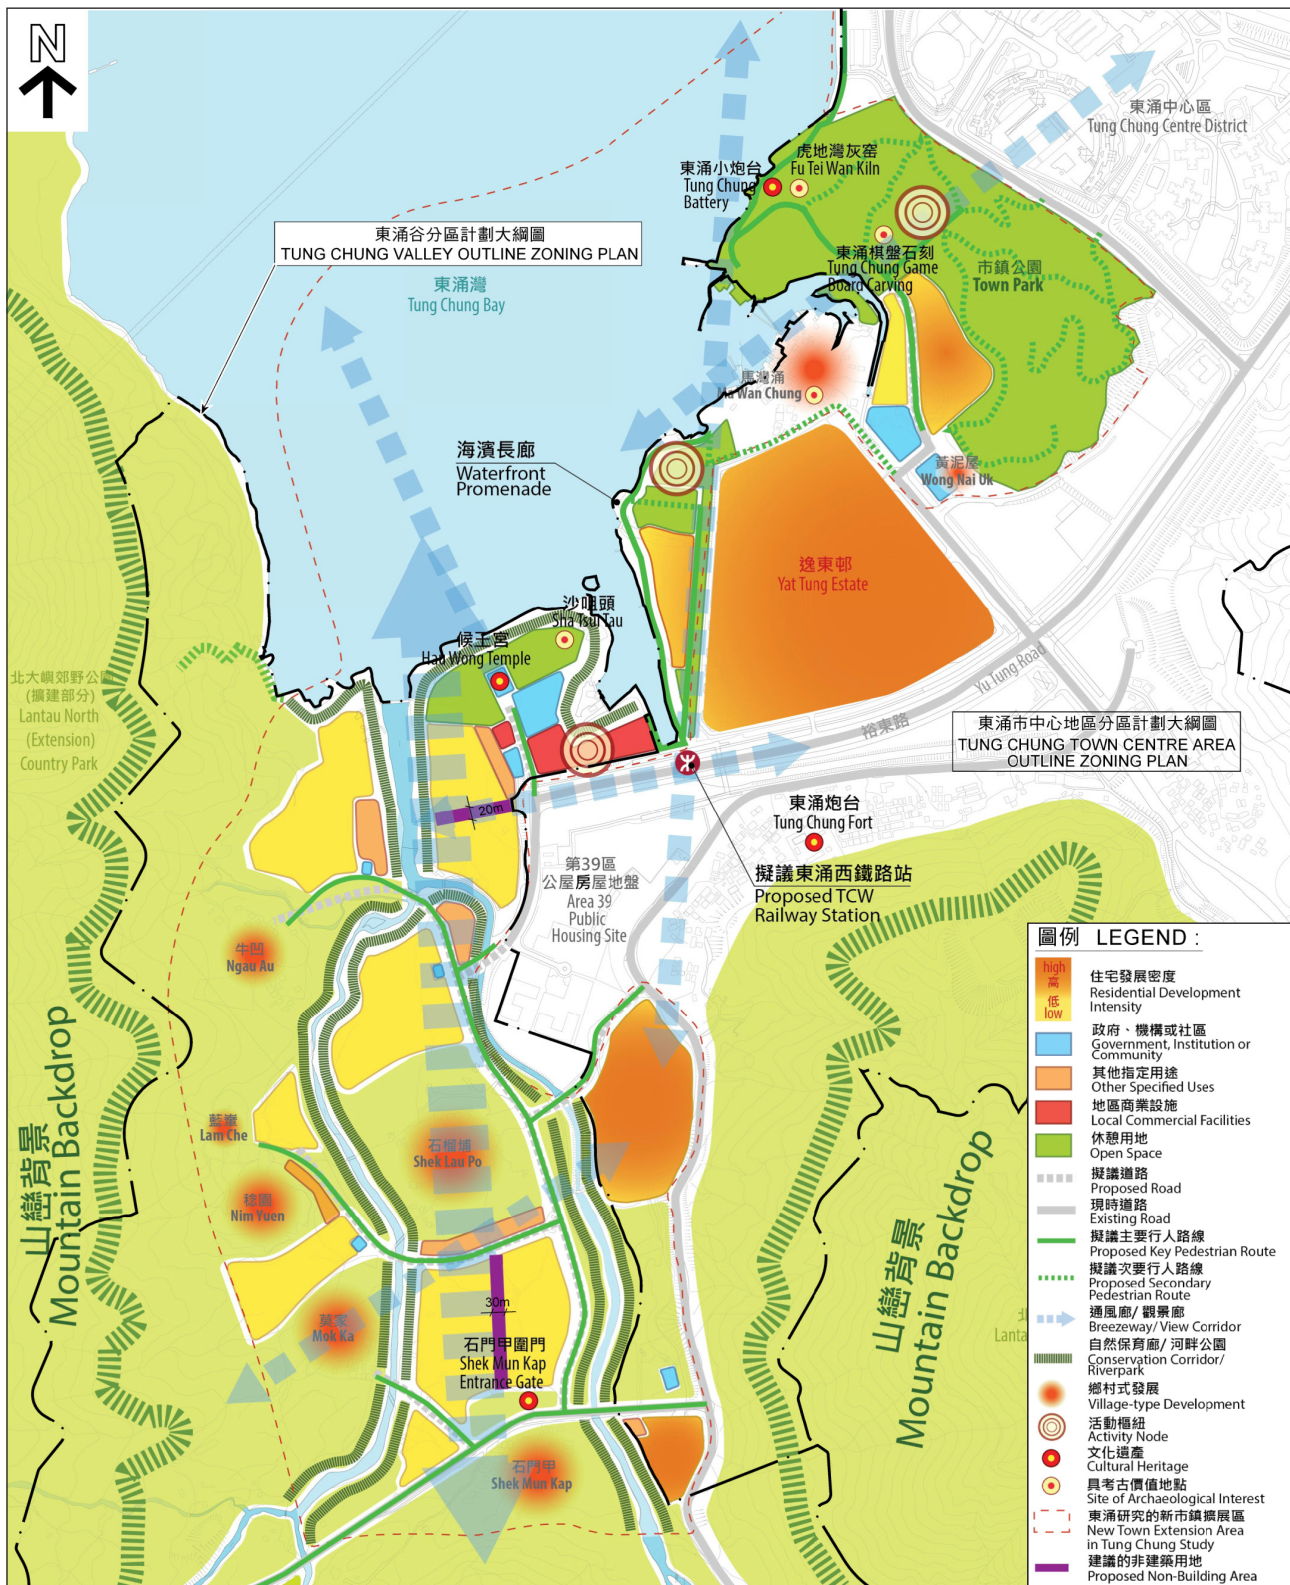 N
東涌中心區
Tung Chung Centre District
虎地灣灰窑
Fu Tei Wan Kiln
東涌小炮台
Tung Chung
Battery
東涌谷分區計劃大綱圖
TUNG CHUNG VALLEY OUTLINE ZONING PLAN
東涌灣
Tung Chung Bay
東涌棋盤石刻
Tung Chung Game
Board Carving
市鎮公園
Town Park
馬灣涌
Ma Wan Chung
海濱長廊
Waterfront
Promenade
黃泥屋
Wong Nai Uk
逸東邨
Yat Tung Estate
沙咀頭
Sha Tsui Tau
候王宮
Hau Wong Temple
北大嶼郊野公園
(擴建部分)
Lantau North
(Extension)
Country Park
Yu Tung Road
裕東路
東涌市中心地區分區計劃大綱圖
TUNG CHUNG TOWN CENTRE AREA
OUTLINE ZONING PLAN
20m
東涌炮台
Tung Chung Fort
第39區
公屋房屋地盤
Area 39
Public
Housing Site
擬議東涌西鐵路站
Proposed TCW
Railway Station
牛凹
Ngau Au
藍輋
Lam Che
石榴埔
Shek Lau Po
稔園
Nim Yuen
山巒背景
Mountain Backdrop
山巒背景
Mountain Backdrop
30m
莫家
Mok Ka
石門甲圍門
Shek Mun Kap
Entrance Gate
石門甲
Shek Mun Kap
北
Lanta
圖例 LEGEND :
high
高
低
low
住宅發展密度
Residential Development
Intensity
政府、機構或社區
Government, Institution or
Community
其他指定用途
Other Specified Uses
地區商業設施
Local Commercial Facilities
休憩用地
Open Space
擬議道路
Proposed Road
現時道路
Existing Road
擬議主要行人路線
Proposed Key Pedestrian Route
擬議次要行人路線
Proposed Secondary
Pedestrian Route
通風廊/ 觀景廊
Breezeway/ View Corridor
自然保育廊/ 河畔公園
Conservation Corridor/
Riverpark
鄉村式發展
Village-type Development
活動樞紐
Activity Node
文化遺產
Cultural Heritage
具考古價值地點
Site of Archaeological Interest
東涌研究的新市鎮擴展區
New Town Extension Area
in Tung Chung Study
建議的非建築用地
Proposed Non-Building Area